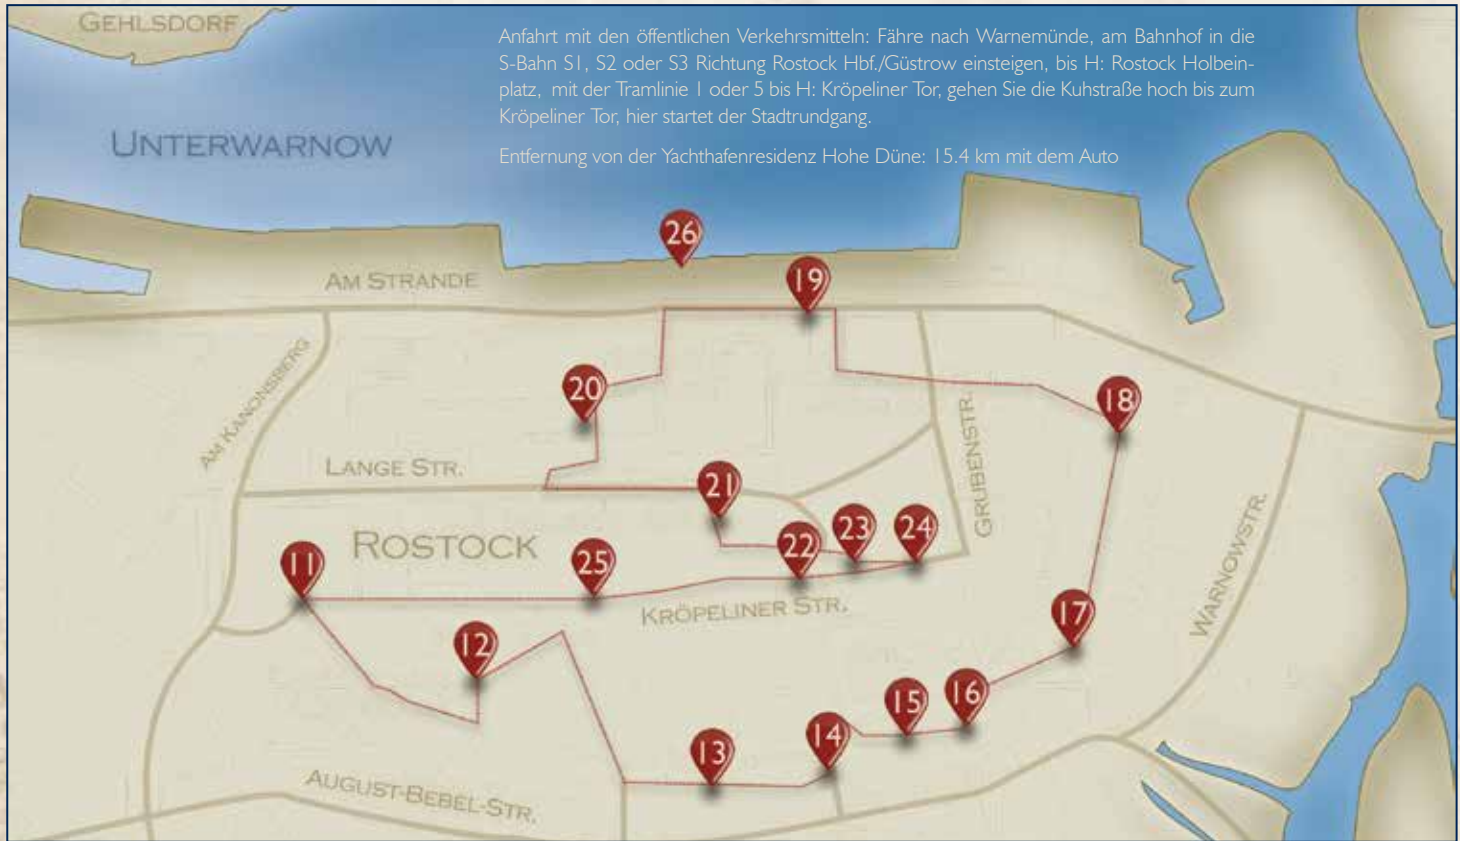 GEHLSDORF
Anfahrt mit den öffentlichen Verkehrsmitteln: Fähre nach Warnemünde, am Bahnhof in die
S-Bahn S1, S2 oder S3 Richtung Rostock Hbf./Güstrow einsteigen, bis H: Rostock Holbein-
platz, mit der Tramlinie 1 oder 5 bis H: Kröpeliner Tor, gehen Sie die Kuhstraße hoch bis zum
Kröpeliner Tor, hier startet der Stadtrundgang.
Entfernung von der Yachthafenresidenz Hohe Düne: 15.4 km mit dem Auto
UNTERWARNOW
26
19
AM STRANDE
20
18
AM KANONSBERG
GRUBENSTR.
LANGE STR.
21
ROSTOCK
22
23
24
11
25
WARNOWSTR.
KRÖPELINER STR.
17
12
16
15
14
13
AUGUST-BEBEL-STR.